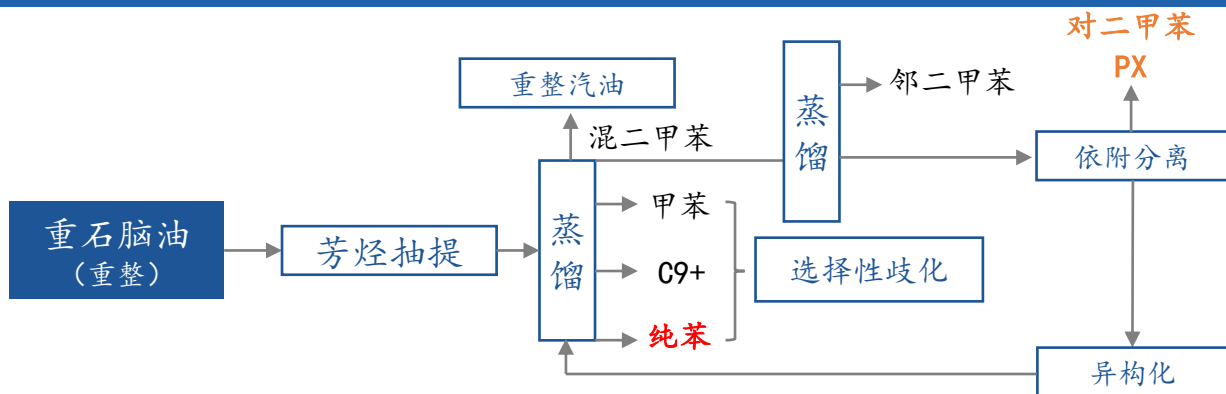 对二甲苯
PX
重整汽油
邻二甲苯
混二甲苯
蒸馏
依附分离
重石脑油
（重整）
芳烃抽提
蒸馏
甲苯
C9+
纯苯
选择性歧化
异构化